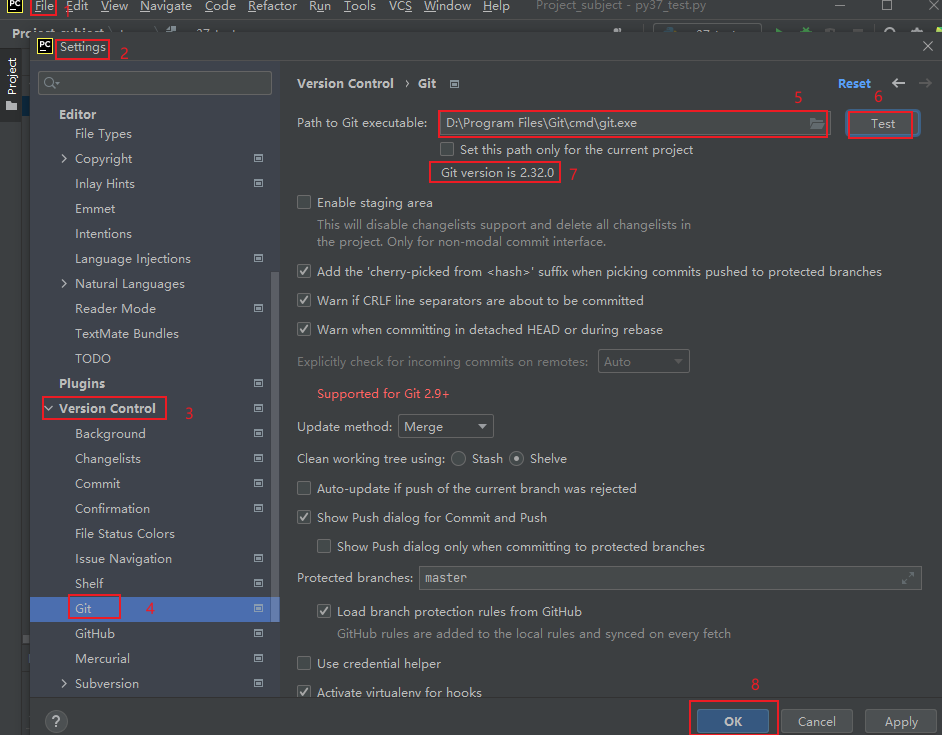 PC File Edit View Navigate Code Refactor Run Tools VCS Window Help Project_subject - py37_test.py
1
PC Settings 2
Project
Version Control › Git Reset
Editor
File Types
Copyright
Inlay Hints
Emmet
Intentions
Language Injections
Natural Languages
Reader Mode
TextMate Bundles
TODO
Plugins
Version Control 3
Background
Changelists
Commit
Confirmation
File Status Colors
Issue Navigation
Shelf
Git 4
GitHub
Mercurial
Subversion
5 6
Path to Git executable: D:\Program Files\Git\cmd\git.exe Test
Set this path only for the current project
Git version is 2.32.0 7
Enable staging area
This will disable changelists support and delete all changelists in
the project. Only for non-modal commit interface.
Add the 'cherry-picked from <hash>' suffix when picking commits pushed to protected branches
Warn if CRLF line separators are about to be committed
Warn when committing in detached HEAD or during rebase
Explicitly check for incoming commits on remotes: Auto
Supported for Git 2.9+
Update method: Merge
Clean working tree using: Stash Shelve
Auto-update if push of the current branch was rejected
Show Push dialog for Commit and Push
Show Push dialog only when committing to protected branches
Protected branches: master
Load branch protection rules from GitHub
GitHub rules are added to the local rules and synced on every fetch
Use credential helper
Activate virtualenv for hooks
8
? OK Cancel Apply